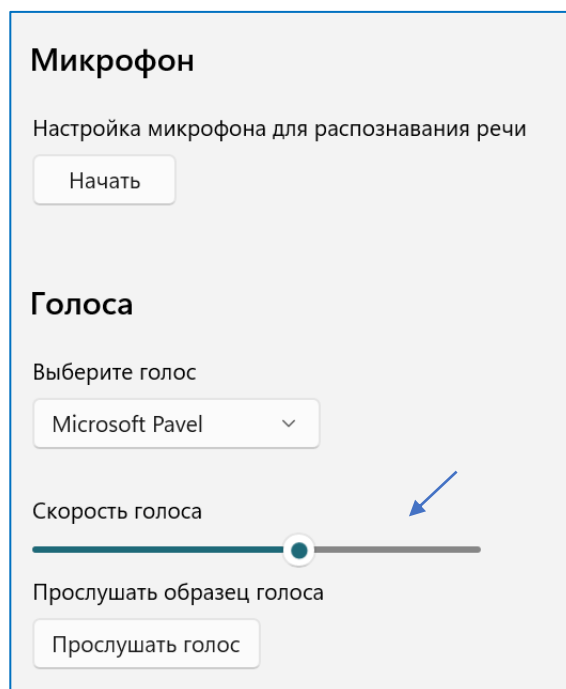 Микрофон
Настройка микрофона для распознавания речи
Начать
Голоса
Выберите голос
Microsoft Pavel
Скорость голоса
Прослушать образец голоса
Прослушать голос